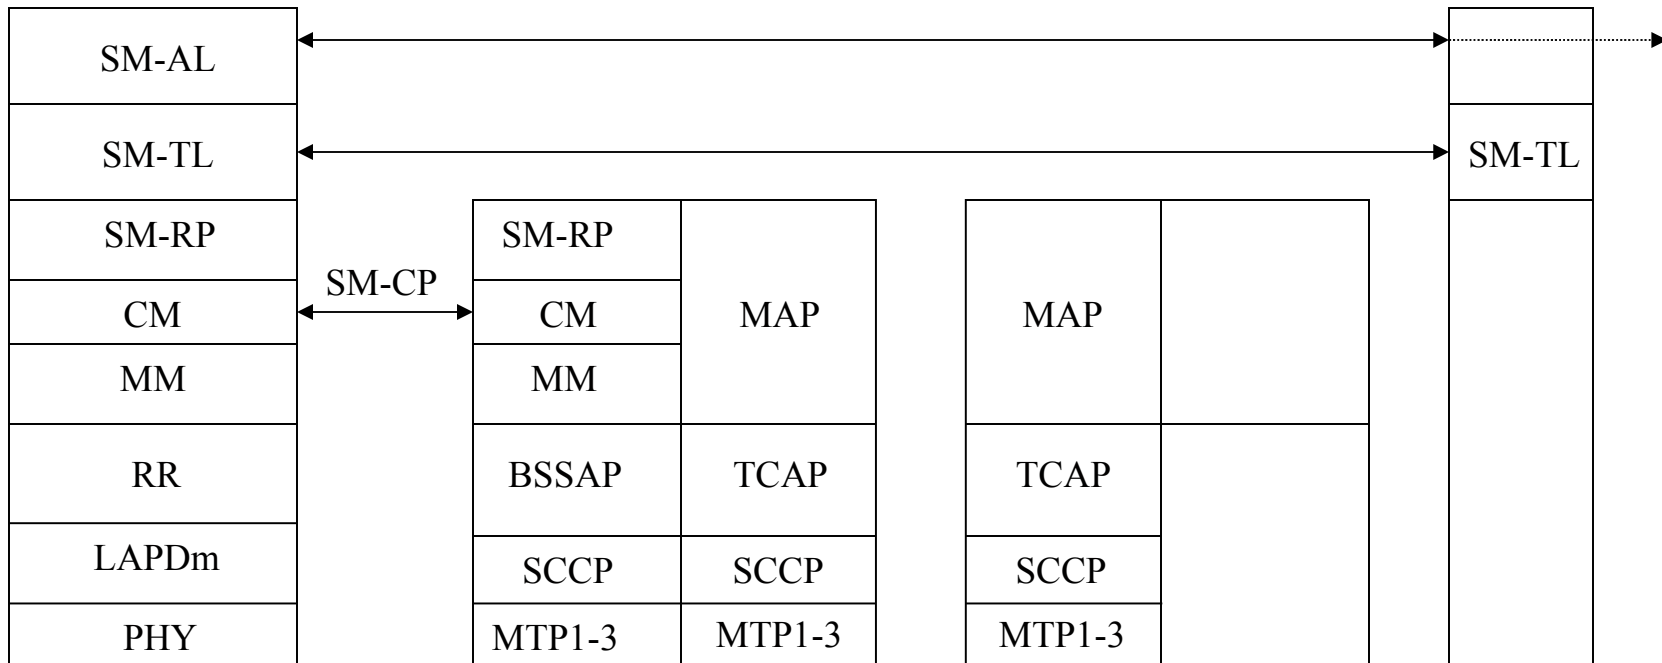 SM-AL
SM-TL SM-TL
SM-RP SM-RP
SM-CP
CM CM MAP MAP
MM MM
RR BSSAP TCAP TCAP
LAPDm SCCP SCCP SCCP
PHY MTP1-3 MTP1-3 MTP1-3